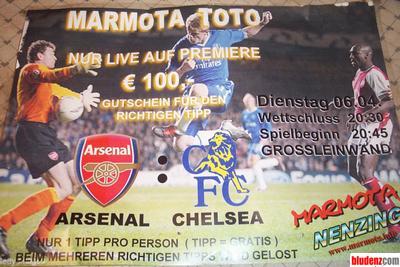 MARMOTA TOTO
NUR LIVE AUF PREMIERE
€ 100,-
GUTSCHEIN FÜR DEN
RICHTIGEN TIPP
Dienstag 06.04.
Wettschluss 20:30
Spielbeginn 20:45
GROSSLEINWAND
Emirates
Arsenal
:
CFC
ARSENAL CHELSEA
MARMOTA
NENZING
NUR 1 TIPP PRO PERSON ( TIPP = GRATIS )
BEIM MEHREREN RICHTIGEN TIPPS WIRD GELOST
bludenz.com